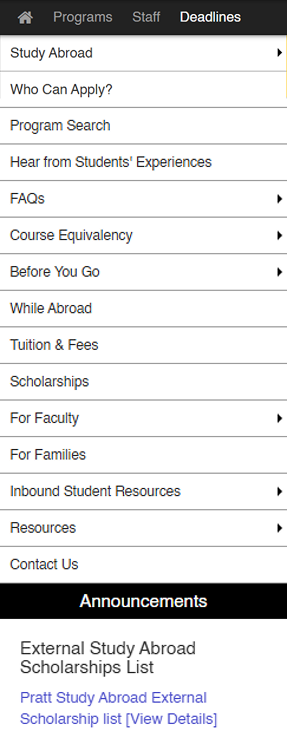 Programs Staff Deadlines
Study Abroad
Who Can Apply?
Program Search
Hear from Students' Experiences
FAQs
Course Equivalency
Before You Go
While Abroad
Tuition & Fees
Scholarships
For Faculty
For Families
Inbound Student Resources
Resources
Contact Us
Announcements
External Study Abroad
Scholarships List
Pratt Study Abroad External
Scholarship list [View Details]